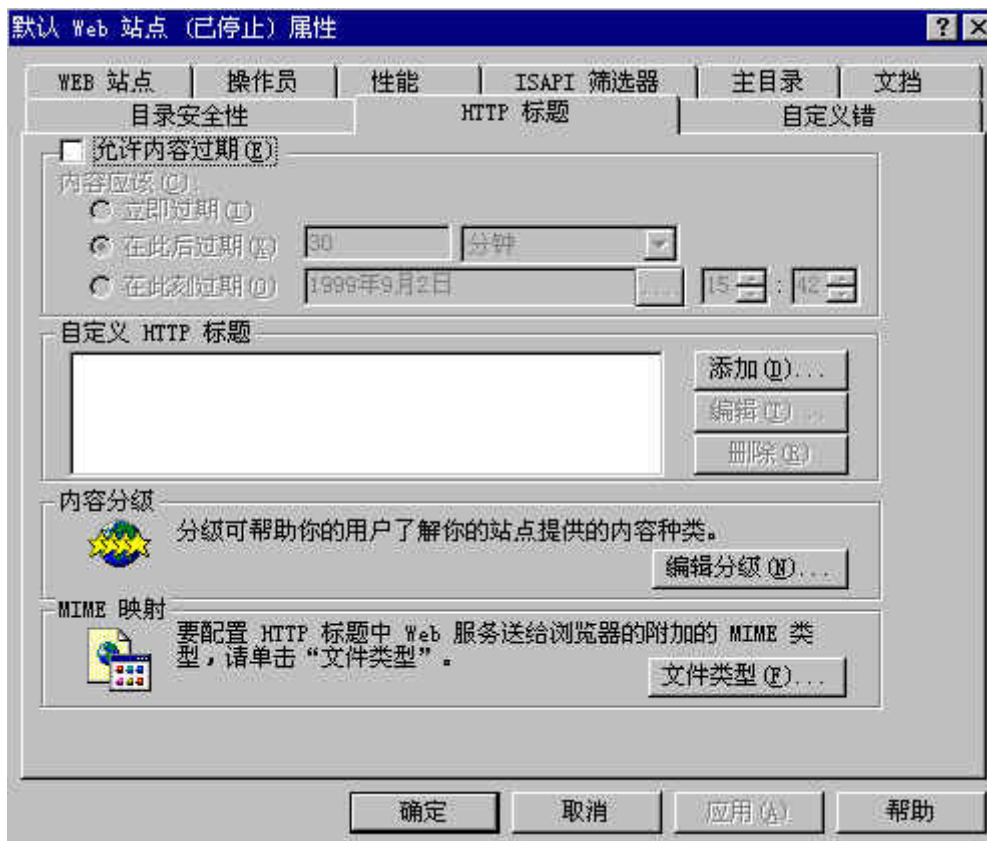 默认 Web 站点 (已停止) 属性
WEB 站点 操作员 性能 ISAPI 筛选器 主目录 文挡
目录安全性 HTTP 标题 自定义错
允许内容过期(E)
内容应该(C):
立即过期(I)
在此后过期(X) 30 分钟
在此刻过期(O) 1999年9月2日 .... 15 : 42
自定义 HTTP 标题
添加(D)...
编辑(T)...
删除(R)
内容分级
分级可帮助你的用户了解你的站点提供的内容种类。
编辑分级(N)...
MIME 映射
要配置 HTTP 标题中 Web 服务送给浏览器的附加的 MIME 类
型,请单击“文件类型”。
文件类型(F)...
确定 取消 应用(A) 帮助